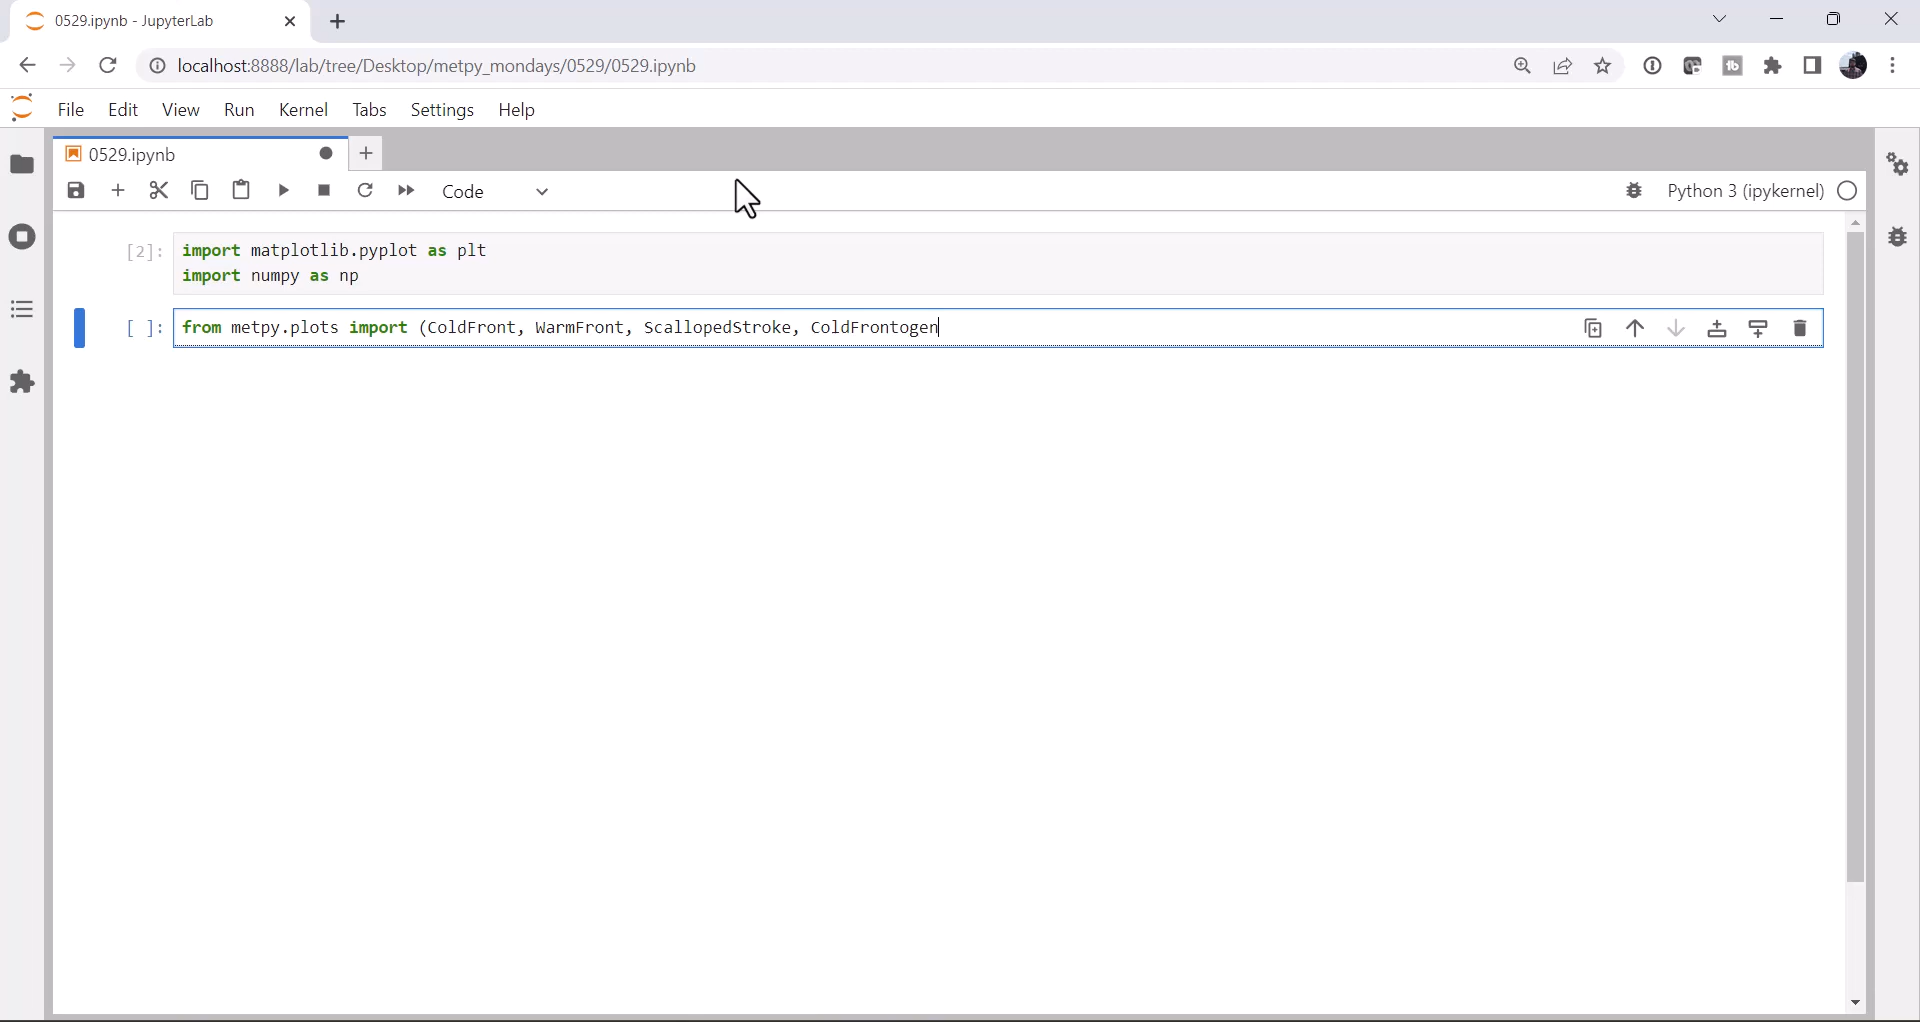 0529.ipynb - JupyterLab
localhost:8888/lab/tree/Desktop/metpy_mondays/0529/0529.ipynb
tb
File Edit View Run Kernel Tabs Settings Help
0529.ipynb
Code
Python 3 (ipykernel)
[2]: import matplotlib.pyplot as plt
import numpy as np
[ ]: from metpy.plots import (ColdFront, WarmFront, ScallopedStroke, ColdFrontogen